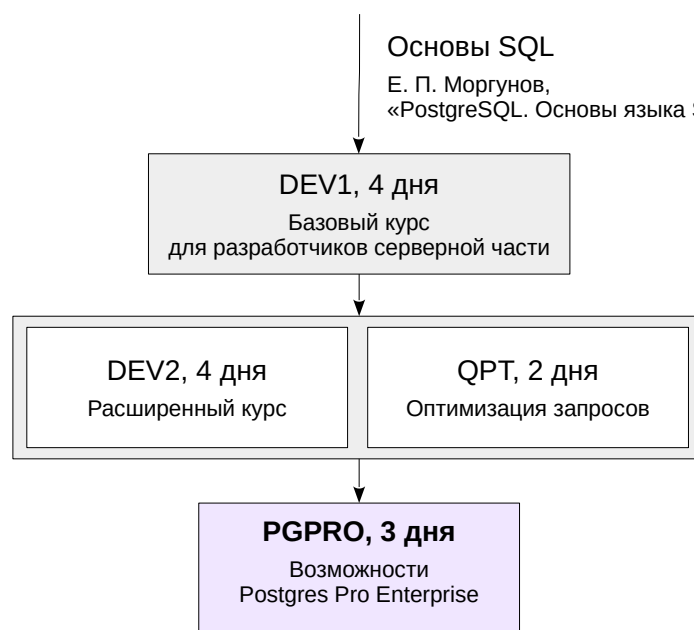 Основы SQL
Е. П. Моргунов,
«PostgreSQL. Основы языка
DEV1, 4 дня
Базовый курс
для разработчиков серверной части
DEV2, 4 дня
Расширенный курс
QPT, 2 дня
Оптимизация запросов
PGPRO, 3 дня
Возможности
Postgres Pro Enterprise